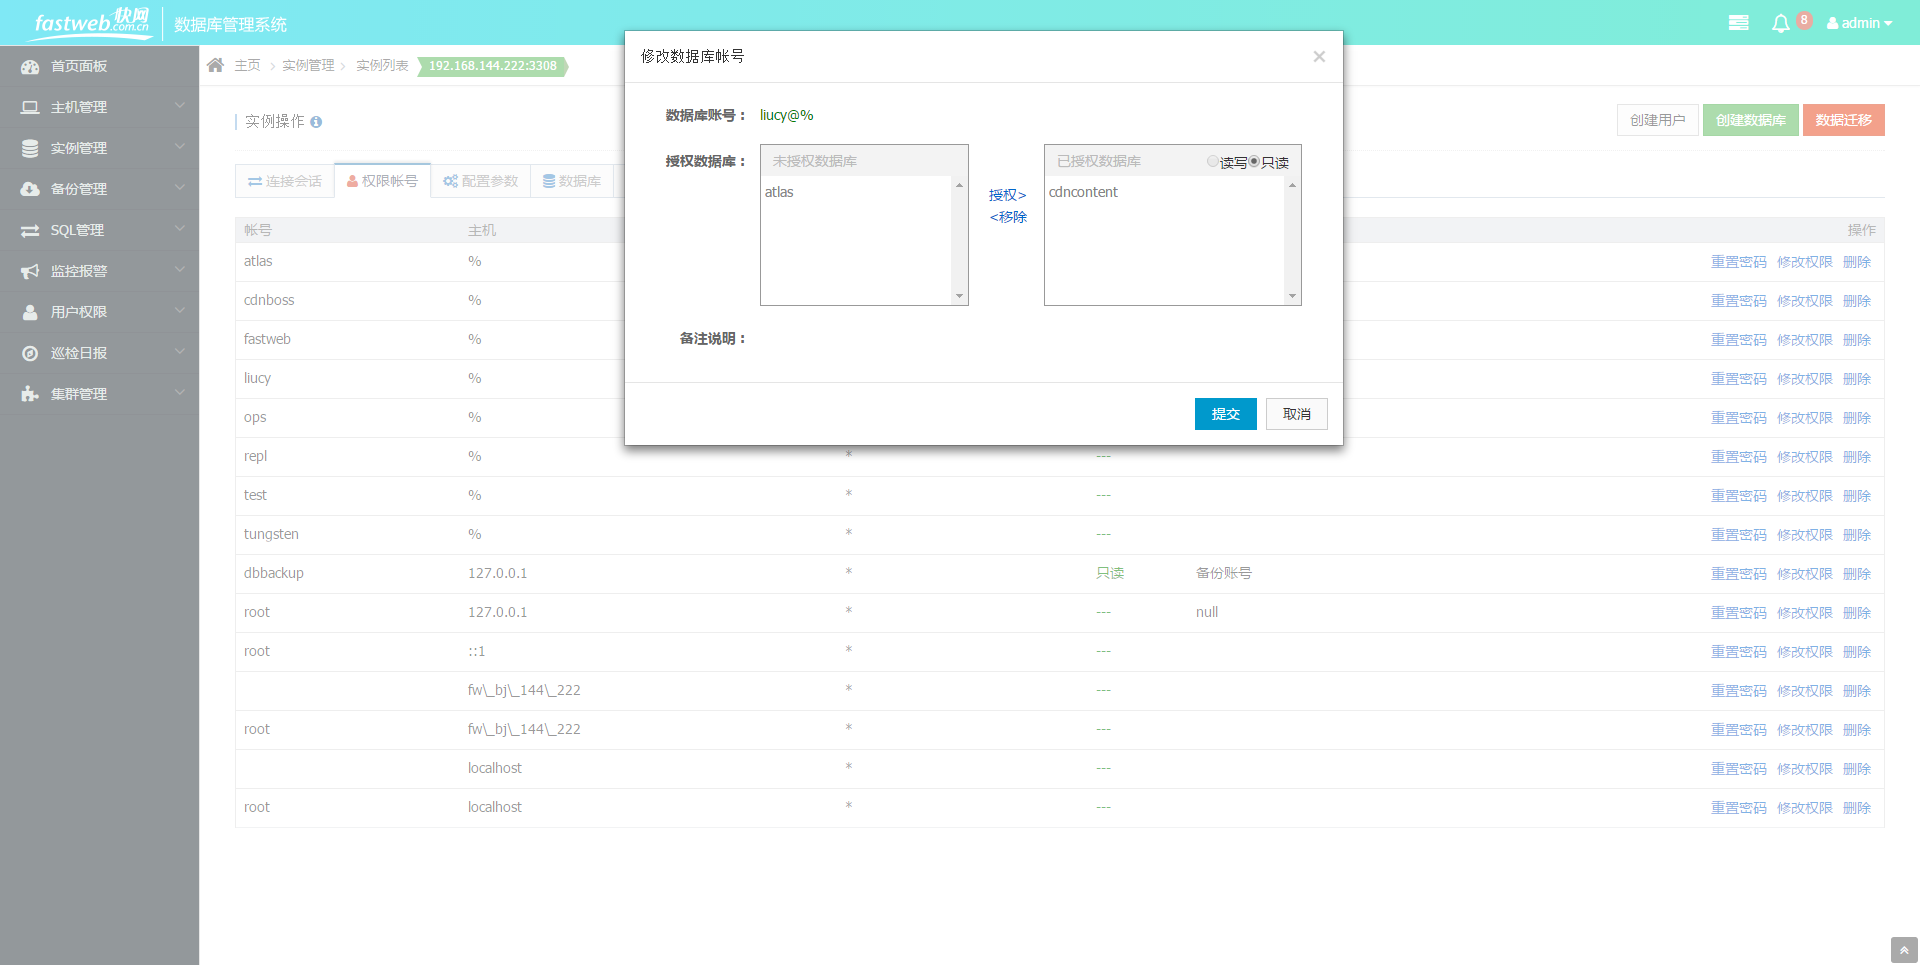 fastweb 快网
.com.cn
数据库管理系统
8
admin
首页面板
主机管理
实例管理
备份管理
SQL管理
监控报警
用户权限
巡检日报
集群管理
主页 实例管理 实例列表 192.168.144.222:3308
实例操作
创建用户 创建数据库 数据迁移
连接会话 权限帐号 配置参数 数据库
修改数据库帐号 ×
数据库账号： liucy@%
授权数据库： 未授权数据库
atlas
授权>
<移除
已授权数据库 读写 只读
cdncontent
备注说明：
提交 取消
帐号 主机 操作
atlas % 重置密码 修改权限 删除
cdnboss % 重置密码 修改权限 删除
fastweb % 重置密码 修改权限 删除
liucy % 重置密码 修改权限 删除
ops % 重置密码 修改权限 删除
repl % * --- 重置密码 修改权限 删除
test % * --- 重置密码 修改权限 删除
tungsten % * --- 重置密码 修改权限 删除
dbbackup 127.0.0.1 * 只读 备份账号 重置密码 修改权限 删除
root 127.0.0.1 * --- null 重置密码 修改权限 删除
root ::1 * --- 重置密码 修改权限 删除
fw\_bj\_144\_222 * --- 重置密码 修改权限 删除
root fw\_bj\_144\_222 * --- 重置密码 修改权限 删除
localhost * --- 重置密码 修改权限 删除
root localhost * --- 重置密码 修改权限 删除